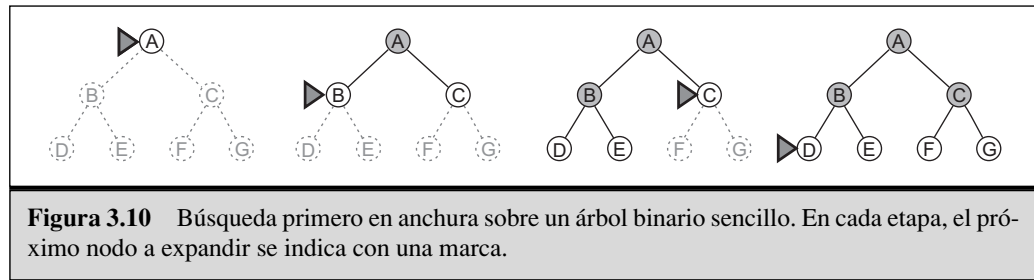 A A A A
B C B C B C B C
D E F G D E F G D E F G D E F G
Figura 3.10 Búsqueda primero en anchura sobre un árbol binario sencillo. En cada etapa, el pró-
ximo nodo a expandir se indica con una marca.